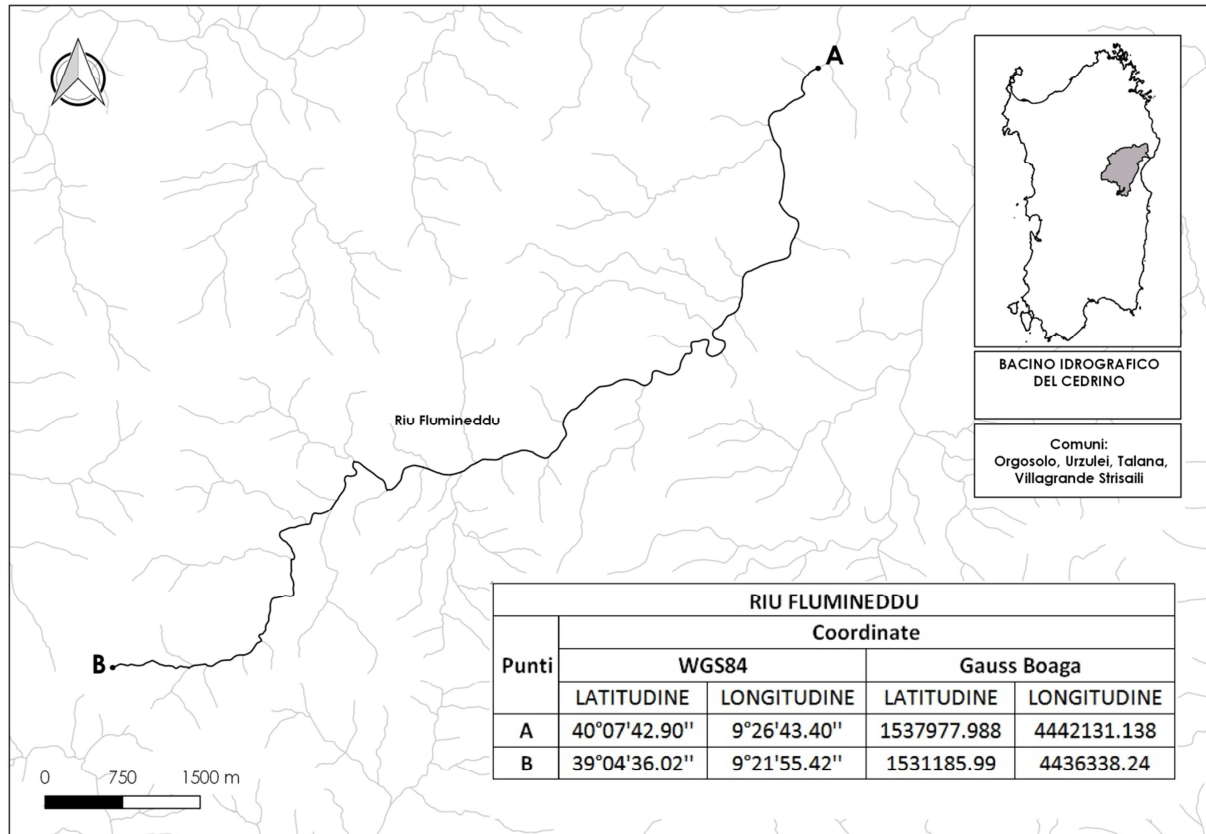 A
BACINO IDROGRAFICO
DEL CEDRINO
Riu Flumineddu
Comuni:
Orgosolo, Urzulei, Talana,
Villagrande Strisaili
B
RIU FLUMINEDDU
Punti
Coordinate
WGS84 Gauss Boaga
LATITUDINE LONGITUDINE LATITUDINE LONGITUDINE
A 40°07'42.90'' 9°26'43.40'' 1537977.988 4442131.138
B 39°04'36.02'' 9°21'55.42'' 1531185.99 4436338.24
0 750 1500 m